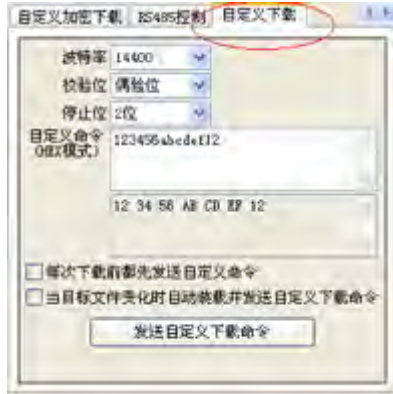 自定义加密下载 RS485控制 自定义下载
波特率 14400
校验位 偶验位
停止位 2位
自定义命令 123456abcdef12
(HEX模式)
12 34 56 AB CD EF 12
每次下载前都先发送自定义命令
当目标文件变化时自动装载并发送自定义下载命令
发送自定义下载命令